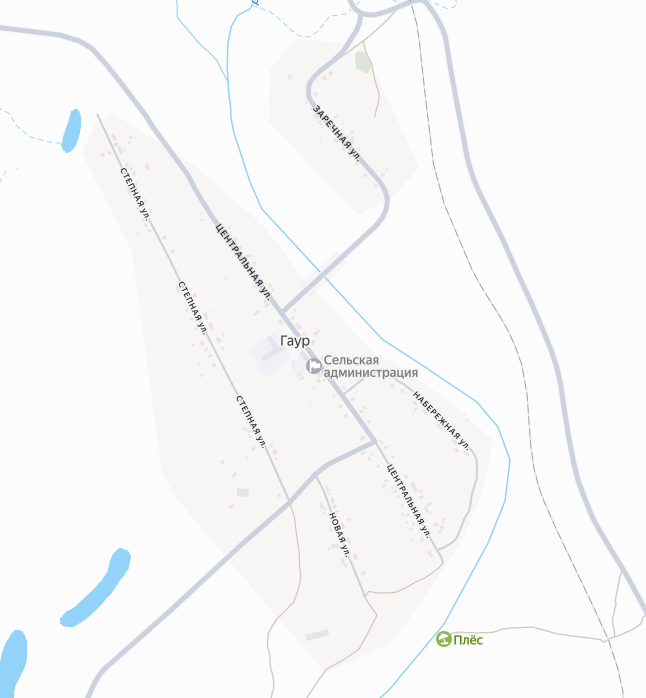 ЗАРЕЧНАЯ ул.
СТЕПНАЯ ул.
ЦЕНТРАЛЬНАЯ ул.
СТЕПНАЯ ул.
Гаур
Сельская
администрация
СТЕПНАЯ ул.
НАБЕРЕЖНАЯ ул.
ЦЕНТРАЛЬНАЯ ул.
НОВАЯ ул.
Плёс